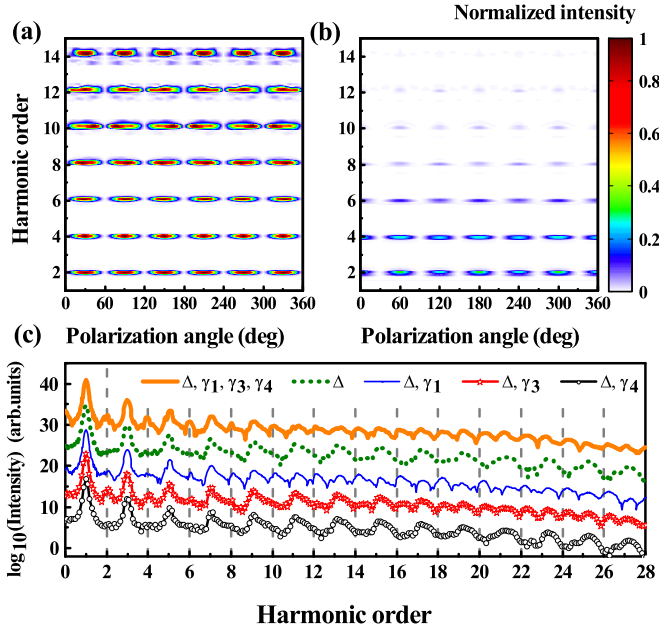 Normalized intensity
(a)
(b)
14
12
10
8
6
4
2
Harmonic order
0 60 120 180 240 300 360
Polarization angle (deg)
14
12
10
8
6
4
2
0 60 120 180 240 300 360
Polarization angle (deg)
1
0.8
0.6
0.4
0.2
0
(c)
Δ, γ1, γ3, γ4
Δ
Δ, γ1
Δ, γ3
Δ, γ4
log10(Intensity) (arb.units)
40
30
20
10
0
0 2 4 6 8 10 12 14 16 18 20 22 24 26 28
Harmonic order